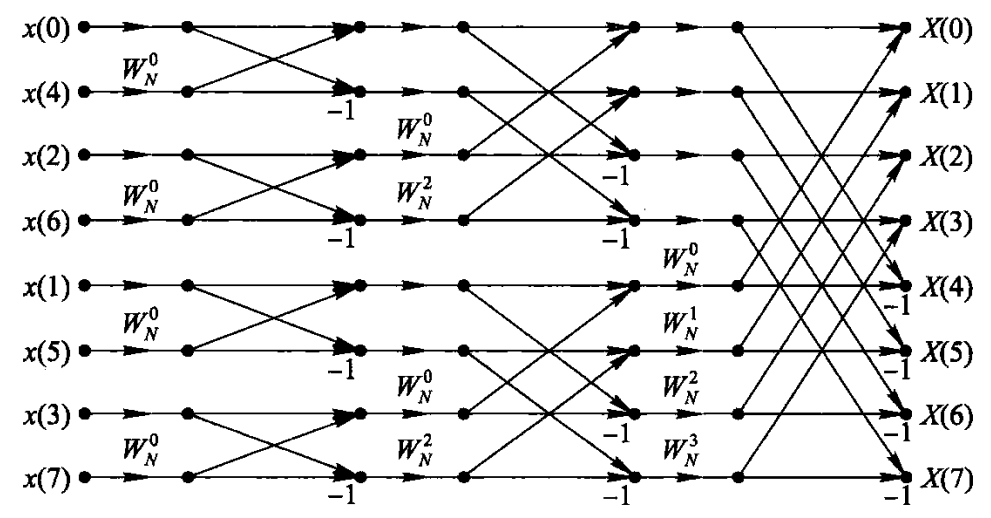 x(0) X(0)
W_N^0
x(4) -1 X(1)
W_N^0
x(2) -1 X(2)
W_N^0 W_N^2
x(6) -1 -1 X(3)
W_N^0
x(1) -1 X(4)
W_N^0 W_N^1
x(5) -1 -1 X(5)
W_N^0 W_N^2
x(3) -1 -1 X(6)
W_N^0 W_N^2 W_N^3
x(7) -1 -1 -1 X(7)